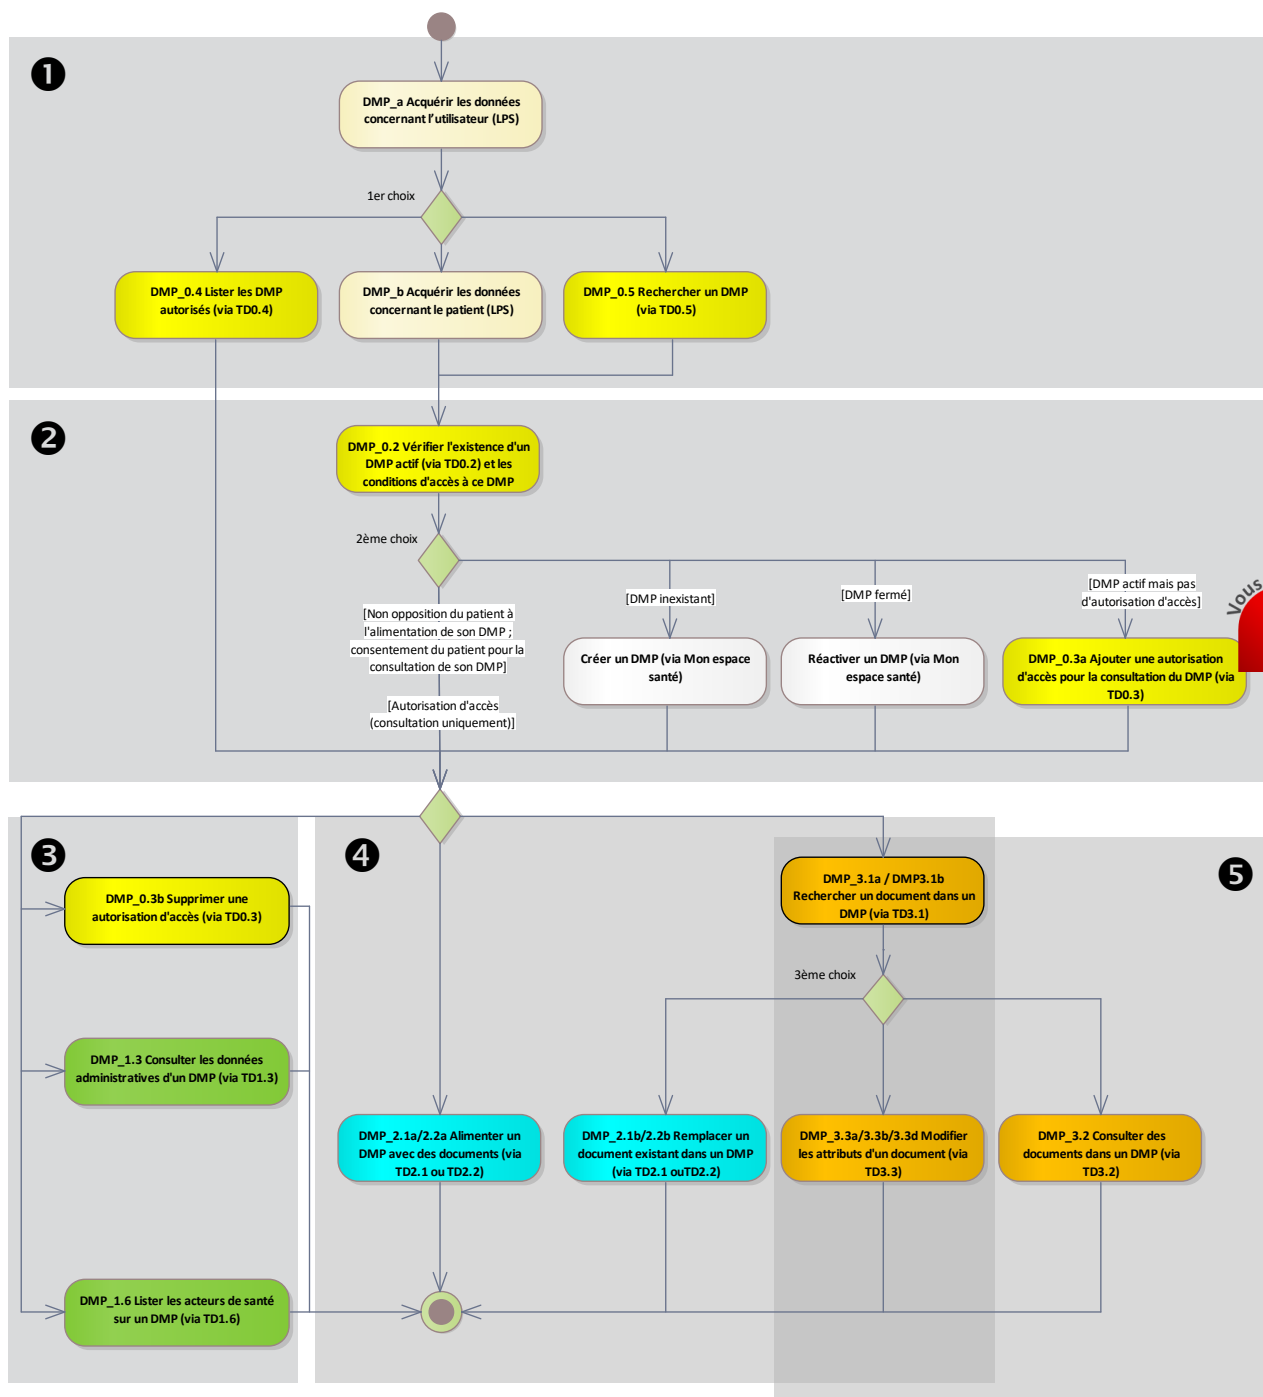 ❶
DMP_a Acquérir les données
concernant l’utilisateur (LPS)
1er choix
DMP_0.4 Lister les DMP
autorisés (via TD0.4)
DMP_b Acquérir les données
concernant le patient (LPS)
DMP_0.5 Rechercher un DMP
(via TD0.5)
❷
DMP_0.2 Vérifier l'existence d'un
DMP actif (via TD0.2) et les
conditions d'accès à ce DMP
2ème choix
[Non opposition du patient à
l'alimentation de son DMP ;
consentement du patient pour la
consultation de son DMP]
[Autorisation d'accès
(consultation uniquement)]
[DMP inexistant]
[DMP fermé]
[DMP actif mais pas
d'autorisation d'accès]
Vous
Créer un DMP (via Mon espace
santé)
Réactiver un DMP (via Mon
espace santé)
DMP_0.3a Ajouter une autorisation
d'accès pour la consultation du DMP (via
TD0.3)
❸
DMP_0.3b Supprimer une
autorisation d'accès (via TD0.3)
DMP_1.3 Consulter les données
administratives d'un DMP (via TD1.3)
DMP_1.6 Lister les acteurs de santé
sur un DMP (via TD1.6)
❹
❺
DMP_3.1a / DMP3.1b
Rechercher un document dans un
DMP (via TD3.1)
3ème choix
DMP_2.1a/2.2a Alimenter un
DMP avec des documents (via
TD2.1 ou TD2.2)
DMP_2.1b/2.2b Remplacer un
document existant dans un DMP
(via TD2.1 ouTD2.2)
DMP_3.3a/3.3b/3.3d Modifier
les attributs d'un document (via
TD3.3)
DMP_3.2 Consulter des
documents dans un DMP (via
TD3.2)